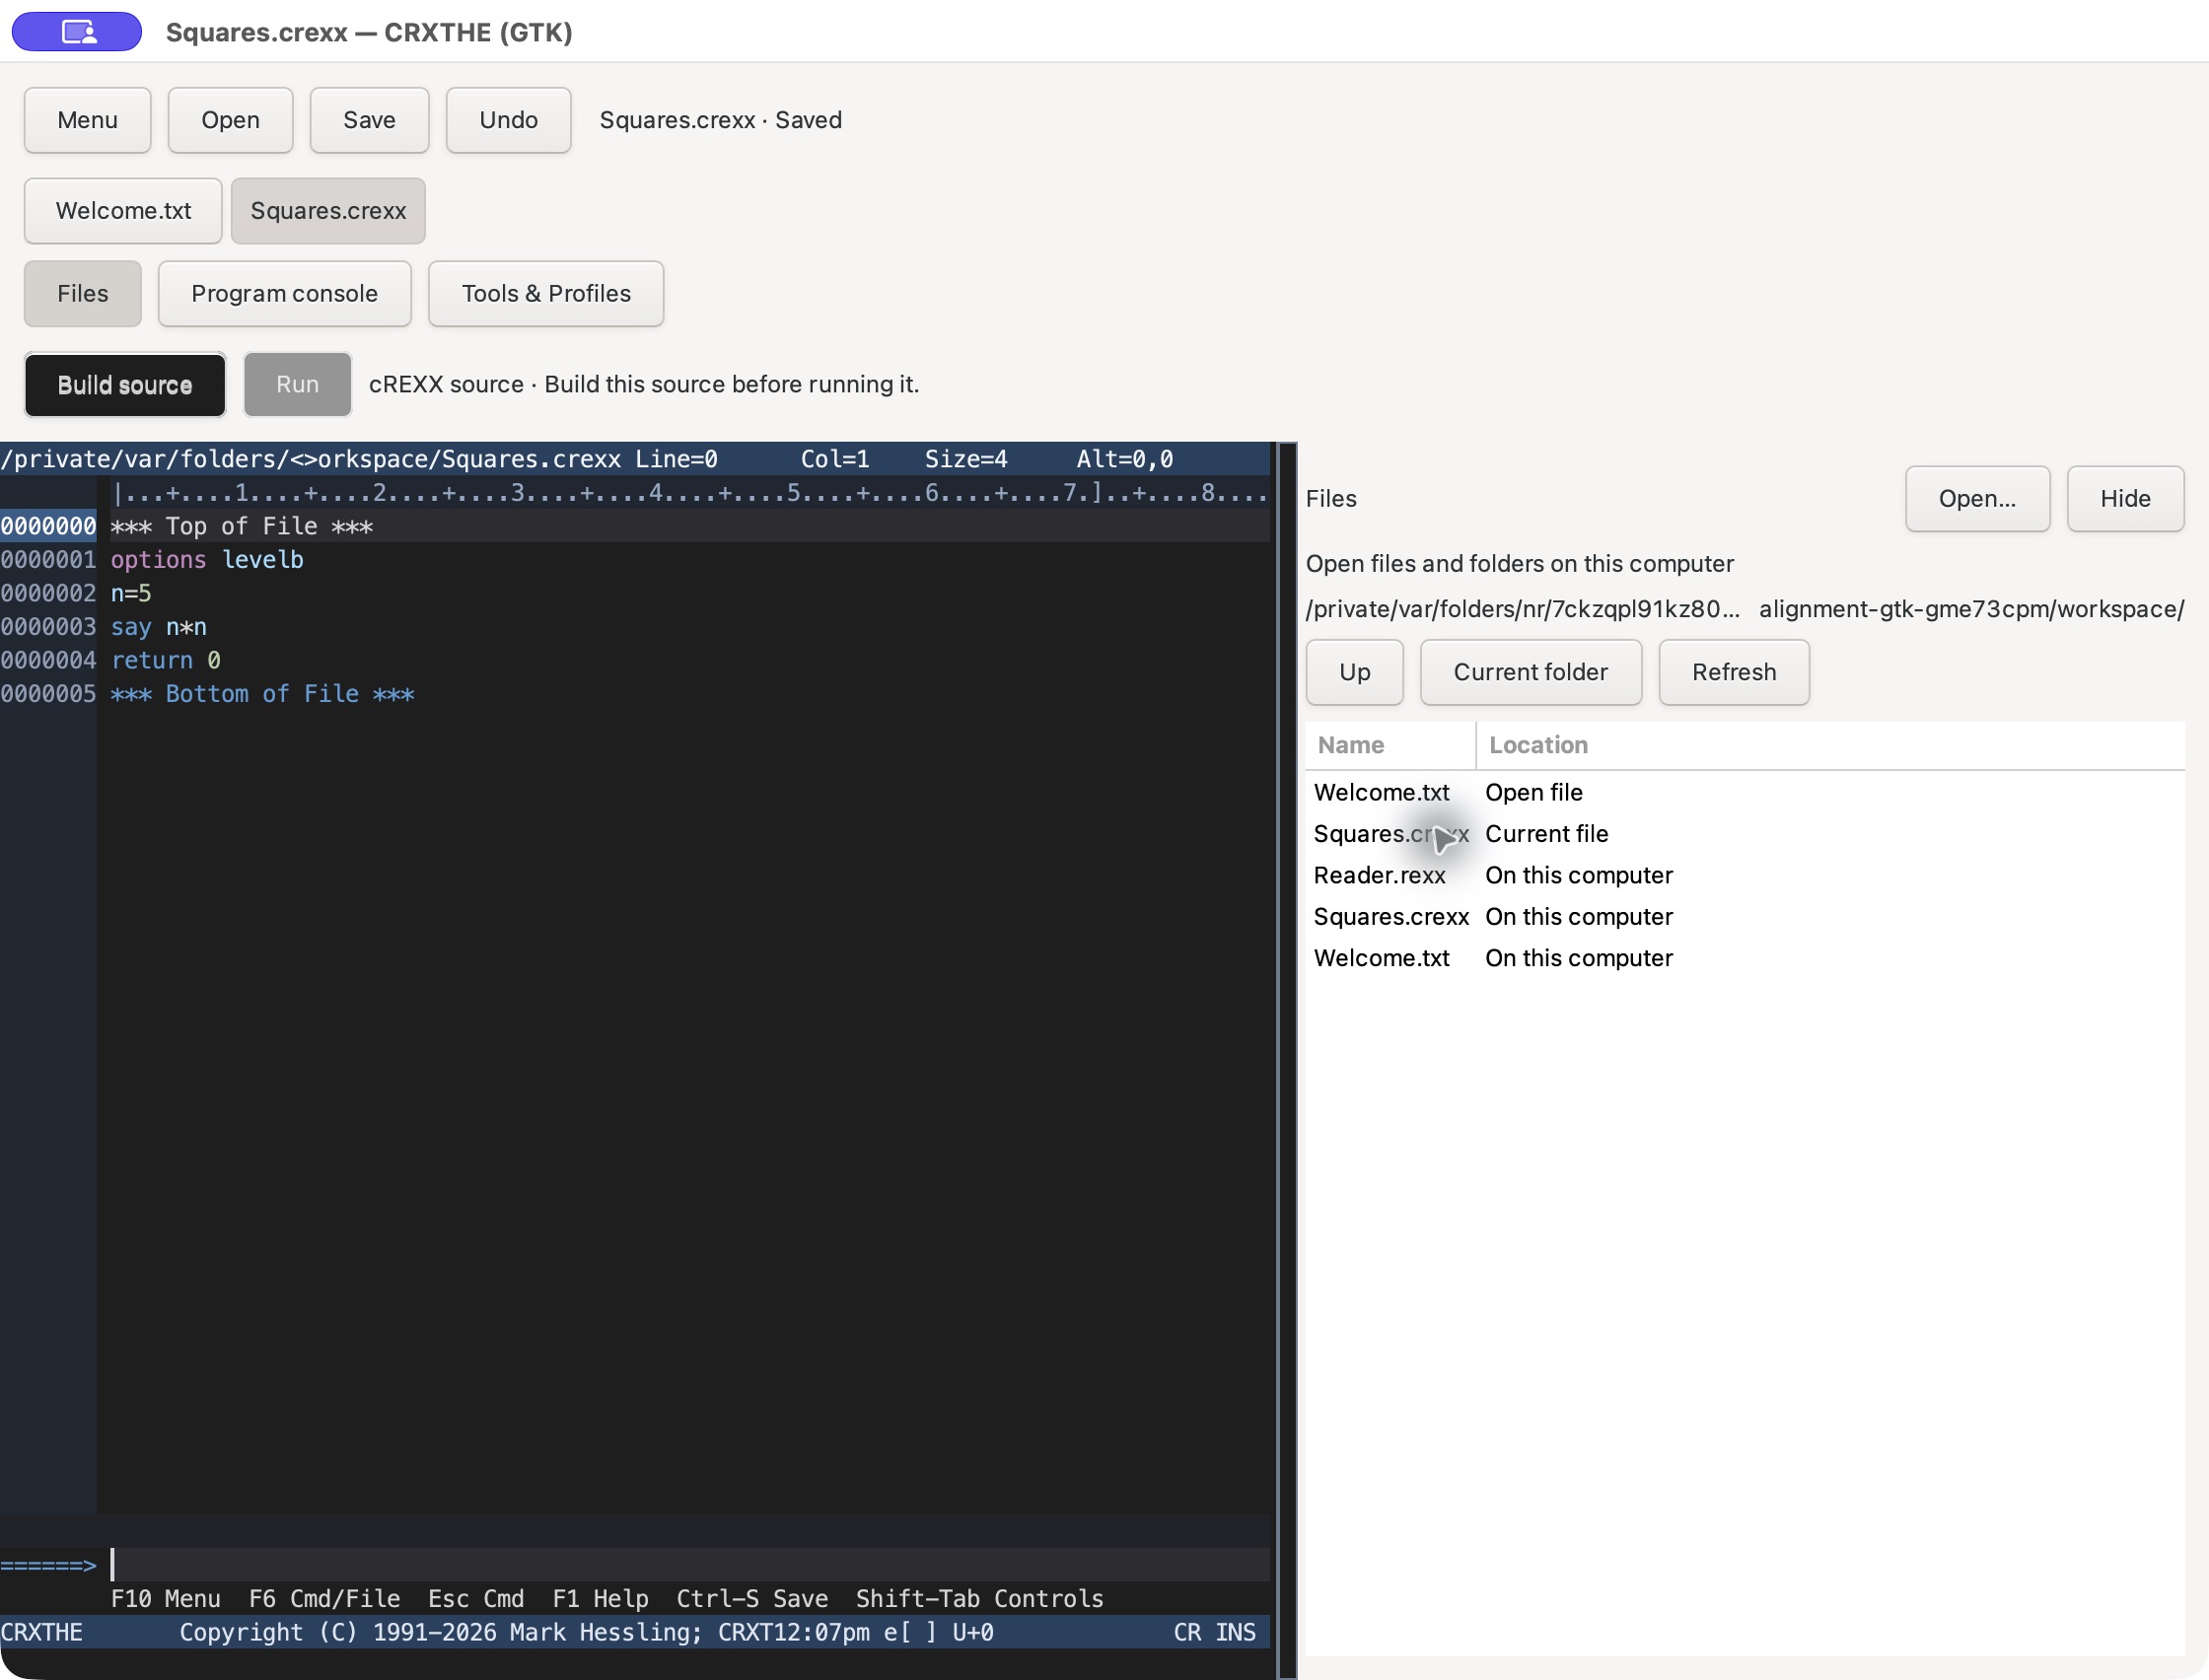 Squares.crexx — CRXTHE (GTK)
Menu Open Save Undo Squares.crexx · Saved
Welcome.txt Squares.crexx
Files Program console Tools & Profiles
Build source Run cREXX source · Build this source before running it.
/private/var/folders/<>orkspace/Squares.crexx Line=0 Col=1 Size=4 Alt=0,0
|...+....1....+....2....+....3....+....4....+....5....+....6....+....7.]..+....8....
0000000 *** Top of File ***
0000001 options levelb
0000002 n=5
0000003 say n*n
0000004 return 0
0000005 *** Bottom of File ***
======>
F10 Menu F6 Cmd/File Esc Cmd F1 Help Ctrl-S Save Shift-Tab Controls
CRXTHE Copyright (C) 1991-2026 Mark Hessling; CRXT12:07pm e[ ] U+0 CR INS
Files Open... Hide
Open files and folders on this computer
/private/var/folders/nr/7ckzqpl91kz80... alignment-gtk-gme73cpm/workspace/
Up Current folder Refresh
Name Location
Welcome.txt Open file
Squares.crexx Current file
Reader.rexx On this computer
Squares.crexx On this computer
Welcome.txt On this computer